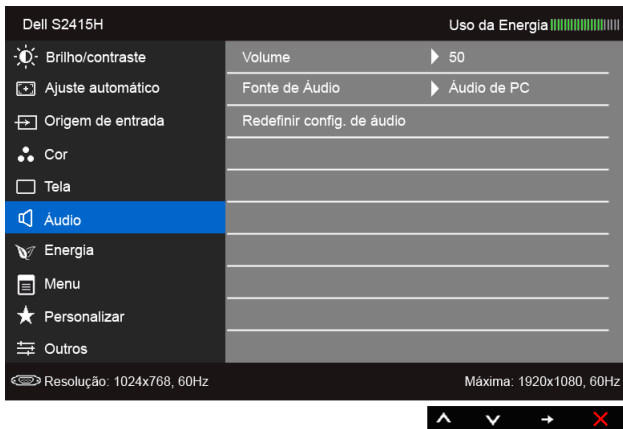 Dell S2415H
Uso da Energia
Brilho/contraste
Volume
50
Ajuste automático
Fonte de Áudio
Áudio de PC
Origem de entrada
Redefinir config. de áudio
Cor
Tela
Áudio
Energia
Menu
Personalizar
Outros
Resolução: 1024x768, 60Hz
Máxima: 1920x1080, 60Hz